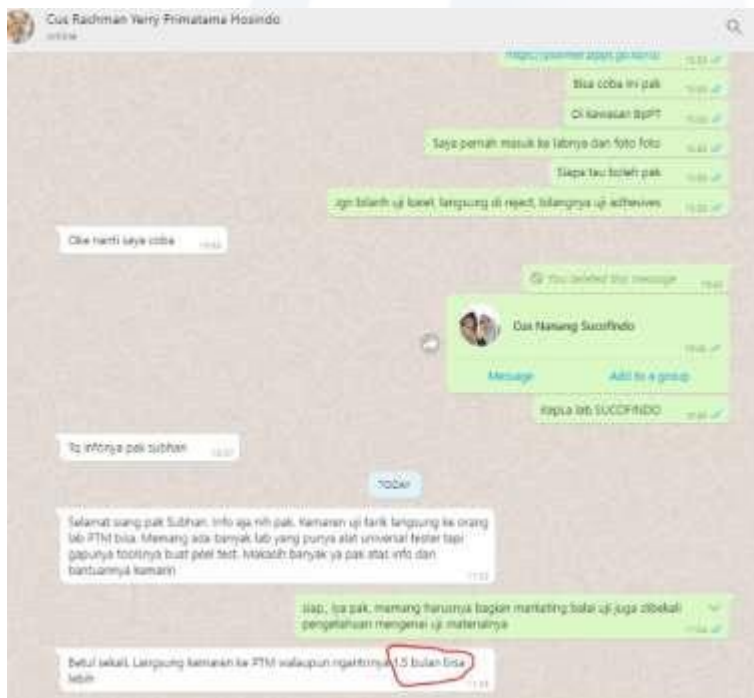 Cus Rachman Yerry Primatama Hosindo
online
Bisa coba ini pak
Di kawasan BpPT
Saya pernah masuk ke labnya dan foto foto
Siapa tau boleh pak
Jgn bilanh uji karet, langsung di reject, bilangnya uji adhesives
Oke nanti saya coba
You deleted this message
Cus Nanang Sucofindo
Message Add to a group
KepLa lab SUCOFINDO
Tq infonya pak subhan
TODAY
Selamat siang pak Subhan. Info aja nih pak. Kemaren uji tarik langsung ke orang
lab PTM bisa. Memang ada banyak lab yang punya alat universal tester tapi
gapunya toolsnya buat peel test. Makasih banyak ya pak atas info dan
bantuannya kemarin
siap, iya pak, memang harusnya bagian marketing balai uji juga dibekali
pengetahuan mengenai uji materialnya
Betul sekali. Langsung kemaren ke PTM walaupun ngantrinya 1.5 bulan bisa
lebih